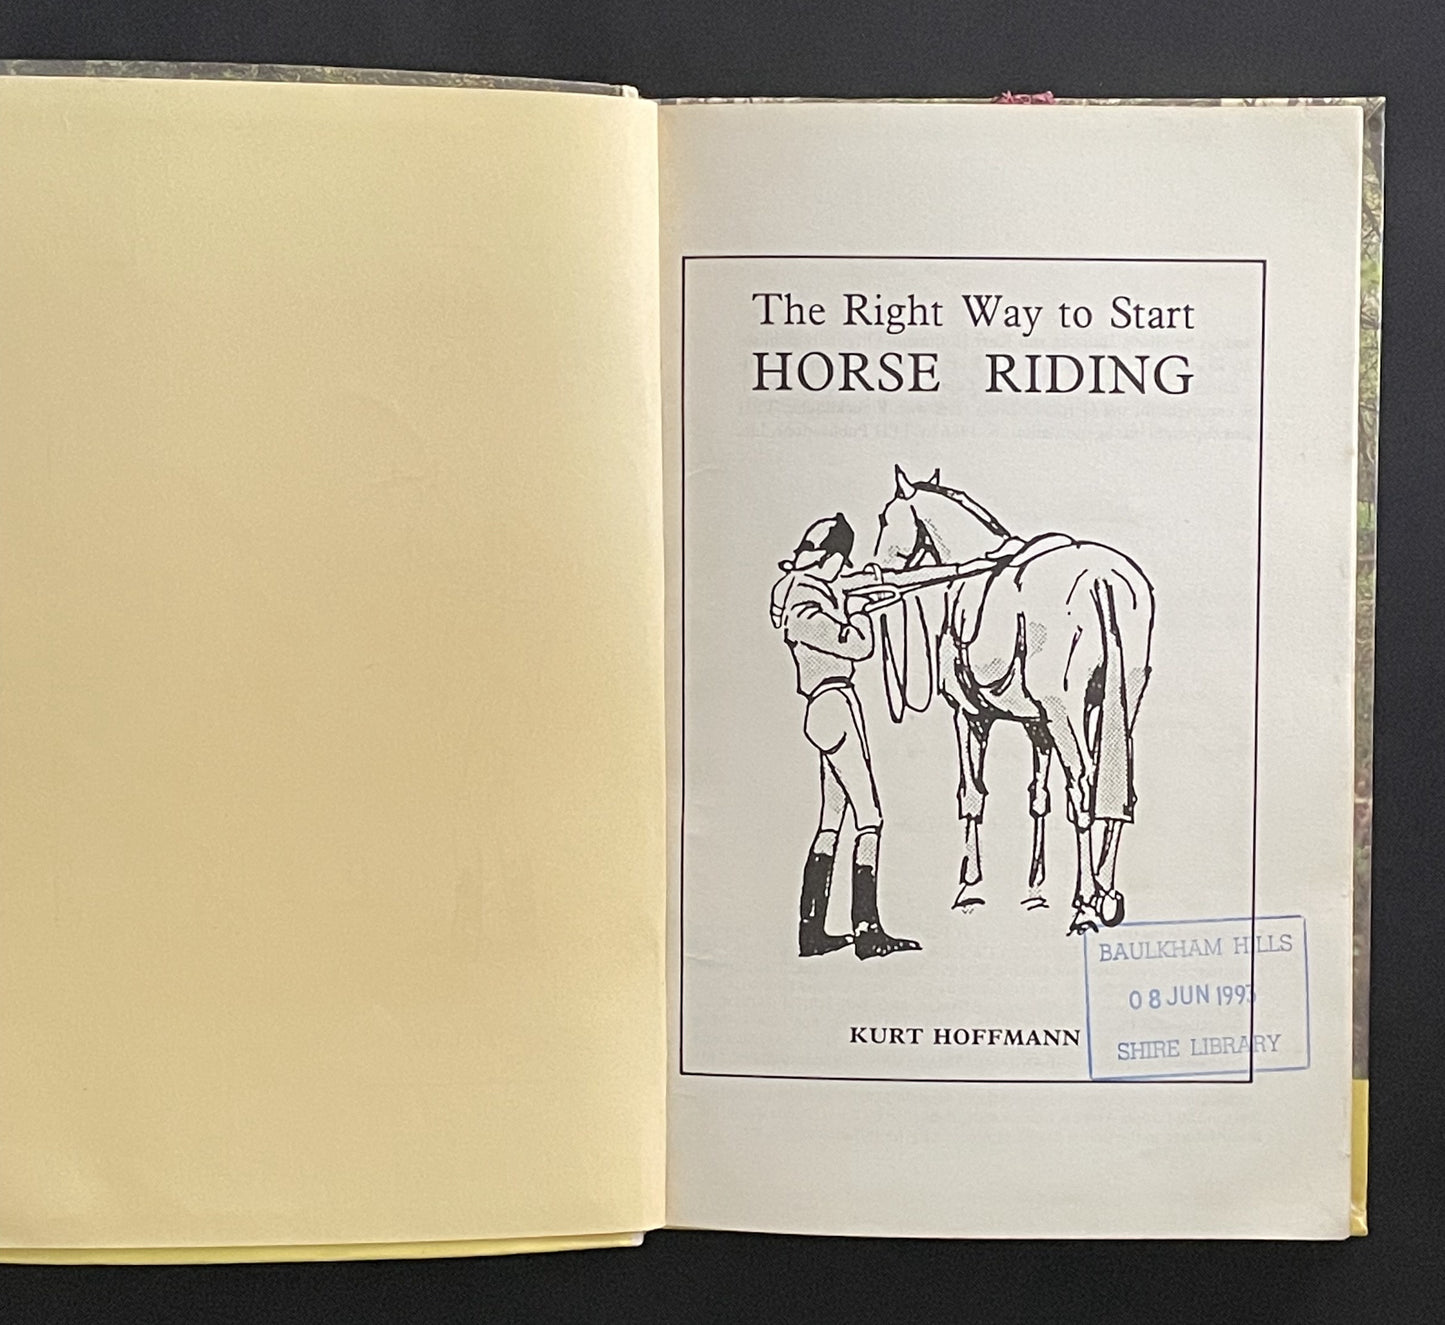 The Right Way to Start
HORSE RIDING
KURT HOFFMANN
BAULKHAM HILLS
08 JUN 1993
SHIRE LIBRARY